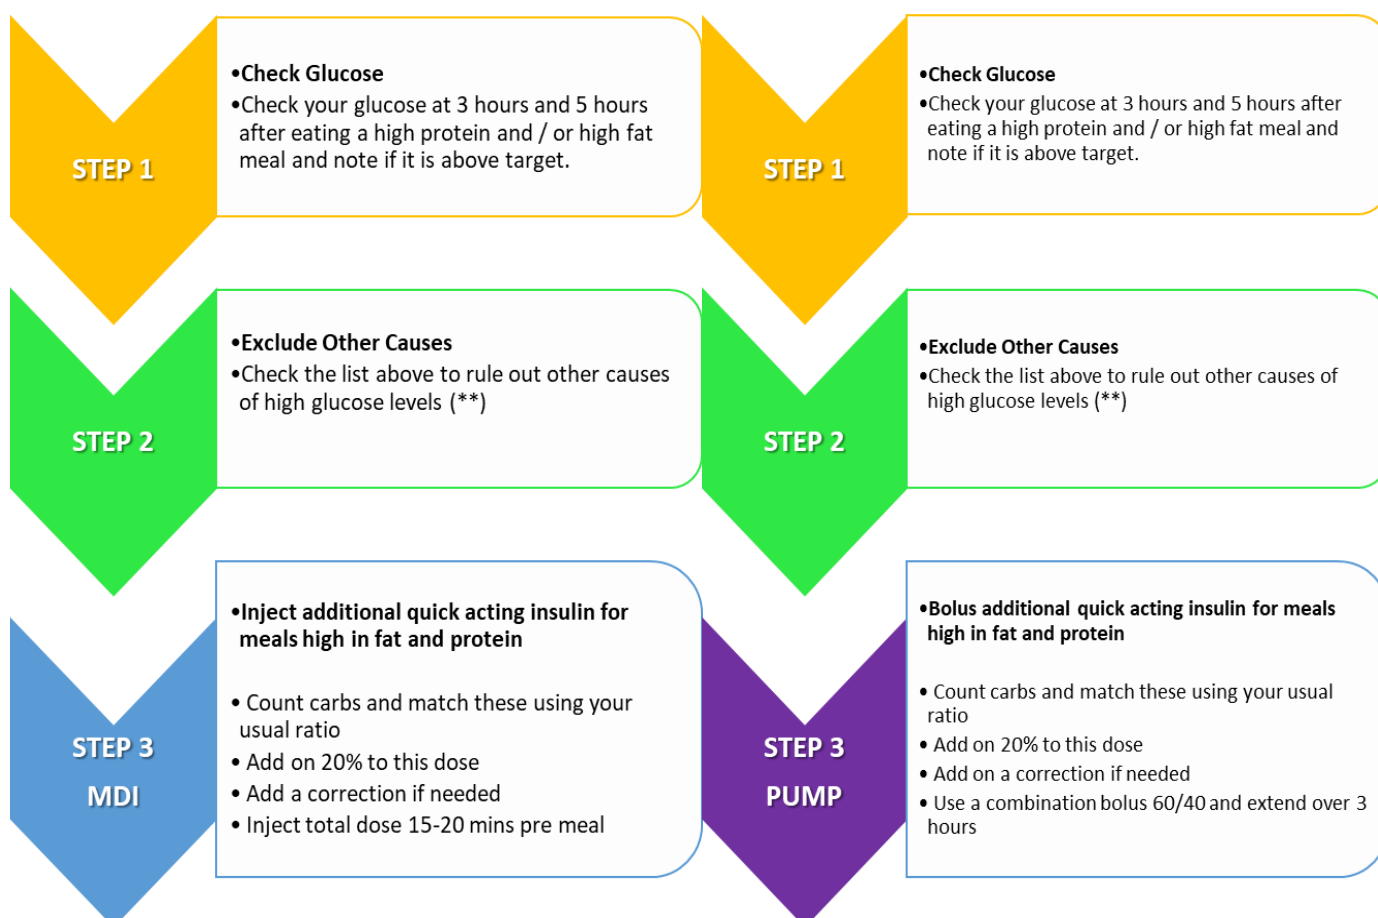 STEP 1
•Check Glucose
•Check your glucose at 3 hours and 5 hours
after eating a high protein and / or high fat
meal and note if it is above target.
STEP 2
•Exclude Other Causes
•Check the list above to rule out other causes
of high glucose levels (**)
STEP 3
MDI
•Inject additional quick acting insulin for
meals high in fat and protein
• Count carbs and match these using your
usual ratio
• Add on 20% to this dose
• Add a correction if needed
• Inject total dose 15-20 mins pre meal
STEP 1
•Check Glucose
•Check your glucose at 3 hours and 5 hours after
eating a high protein and / or high fat meal and
note if it is above target.
STEP 2
•Exclude Other Causes
•Check the list above to rule out other causes of
high glucose levels (**)
STEP 3
PUMP
•Bolus additional quick acting insulin for meals
high in fat and protein
• Count carbs and match these using your usual
ratio
• Add on 20% to this dose
• Add on a correction if needed
• Use a combination bolus 60/40 and extend over 3
hours